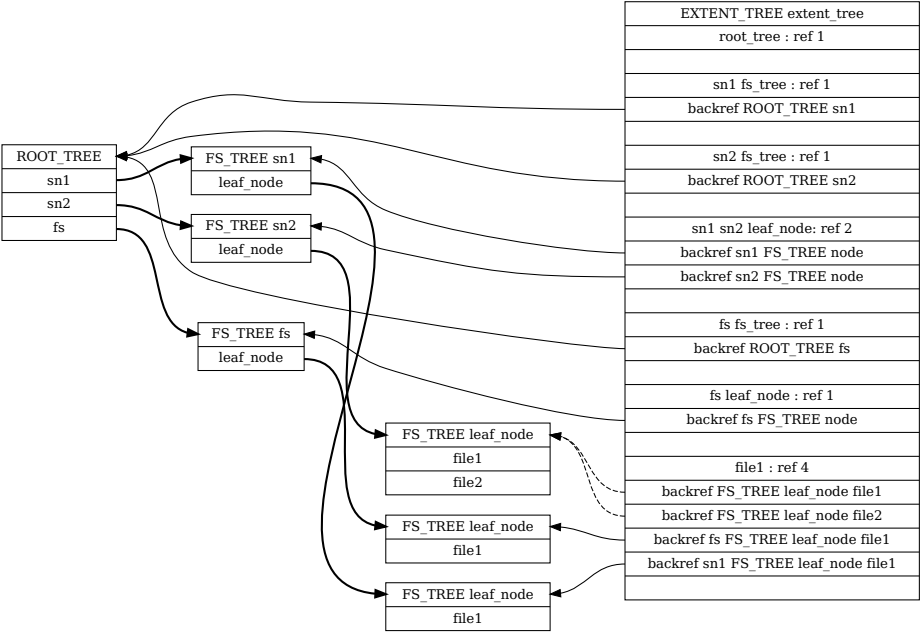 ROOT_TREE
sn1
sn2
fs
FS_TREE sn1
leaf_node
FS_TREE sn2
leaf_node
FS_TREE fs
leaf_node
FS_TREE leaf_node
file1
file2
FS_TREE leaf_node
file1
FS_TREE leaf_node
file1
EXTENT_TREE extent_tree
root_tree : ref 1
sn1 fs_tree : ref 1
backref ROOT_TREE sn1
sn2 fs_tree : ref 1
backref ROOT_TREE sn2
sn1 sn2 leaf_node: ref 2
backref sn1 FS_TREE node
backref sn2 FS_TREE node
fs fs_tree : ref 1
backref ROOT_TREE fs
fs leaf_node : ref 1
backref fs FS_TREE node
file1 : ref 4
backref FS_TREE leaf_node file1
backref FS_TREE leaf_node file2
backref fs FS_TREE leaf_node file1
backref sn1 FS_TREE leaf_node file1